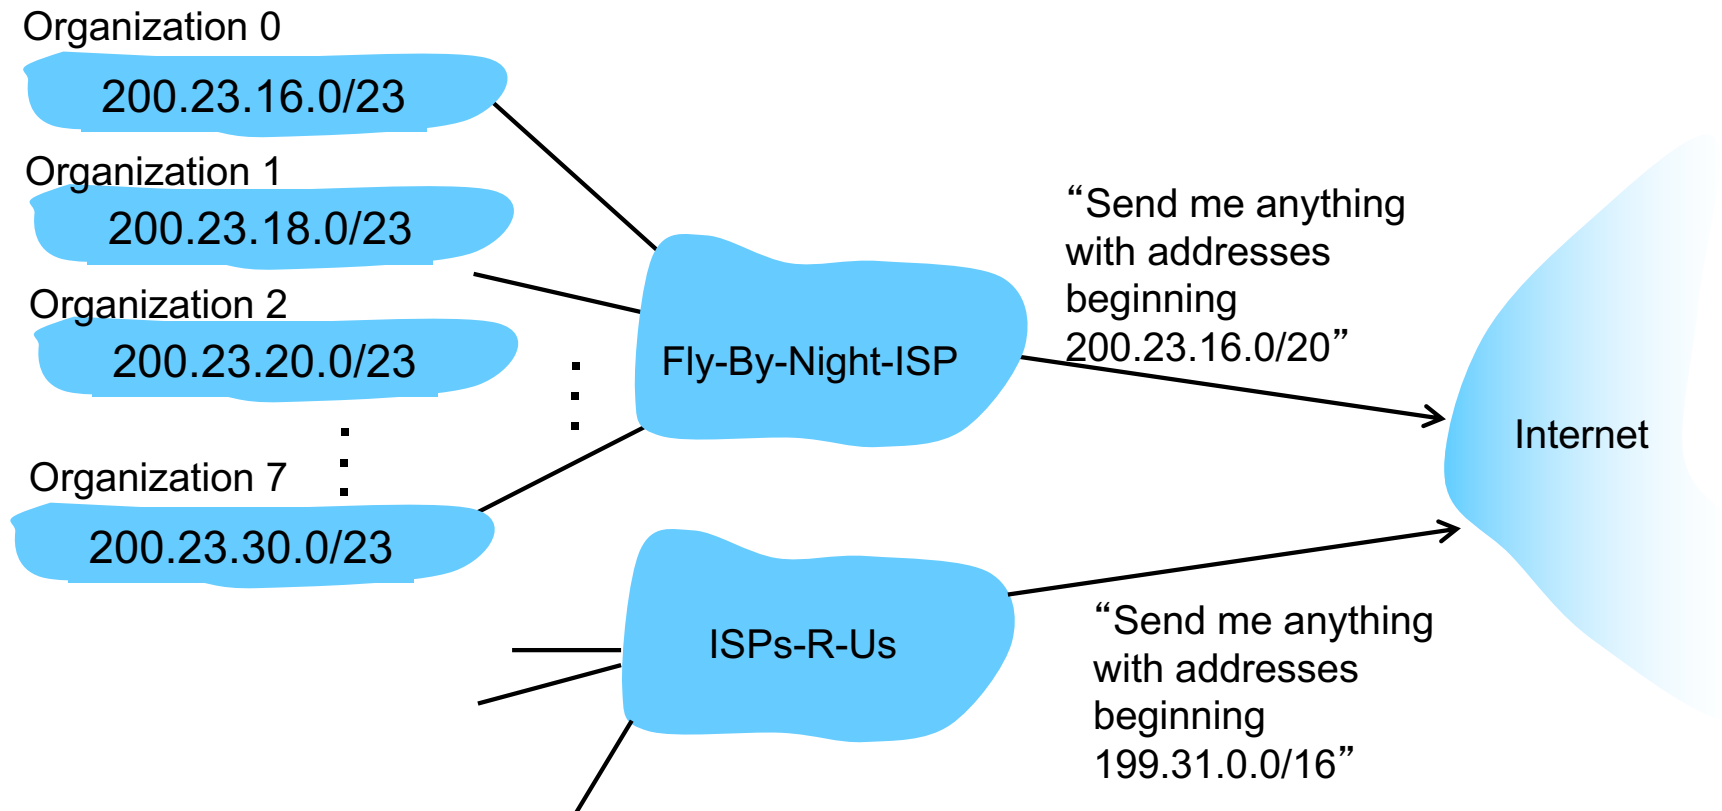 Organization 0
200.23.16.0/23
Organization 1
200.23.18.0/23
Organization 2
200.23.20.0/23
Organization 7
200.23.30.0/23
Fly-By-Night-ISP
“Send me anything
with addresses
beginning
200.23.16.0/20”
Internet
ISPs-R-Us
“Send me anything
with addresses
beginning
199.31.0.0/16”